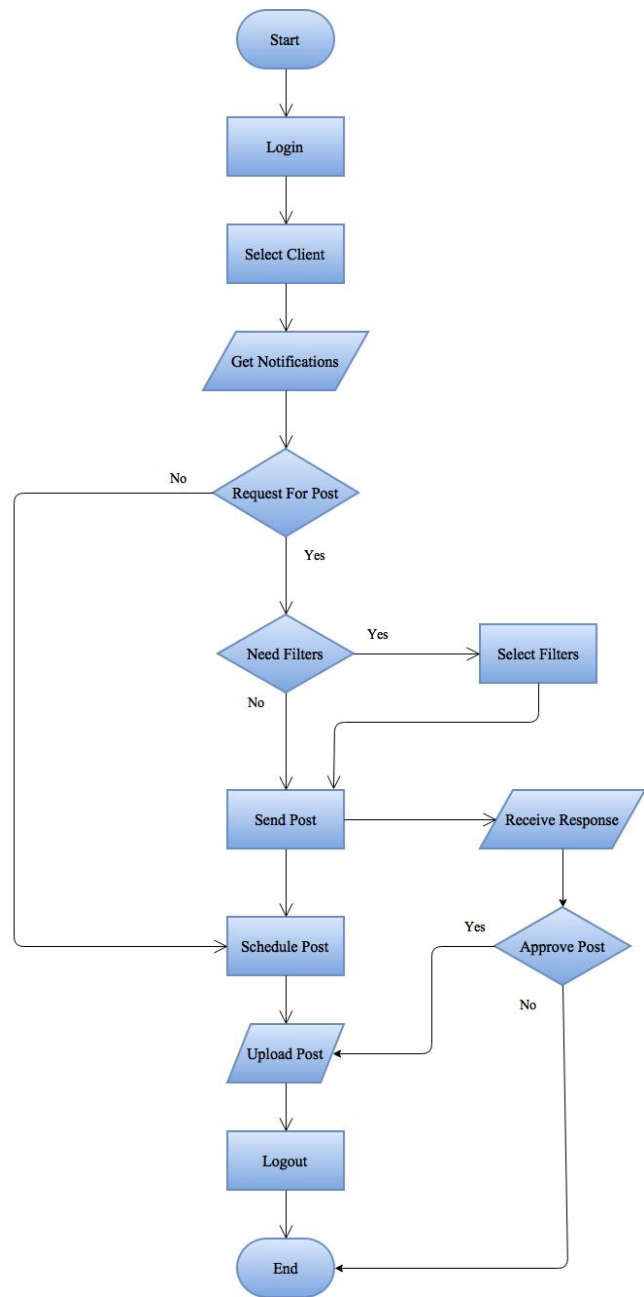 Start
Login
Select Client
Get Notifications
No
Request For Post
Yes
Need Filters
Yes
Select Filters
No
Send Post
Receive Response
Schedule Post
Yes
Approve Post
No
Upload Post
Logout
End